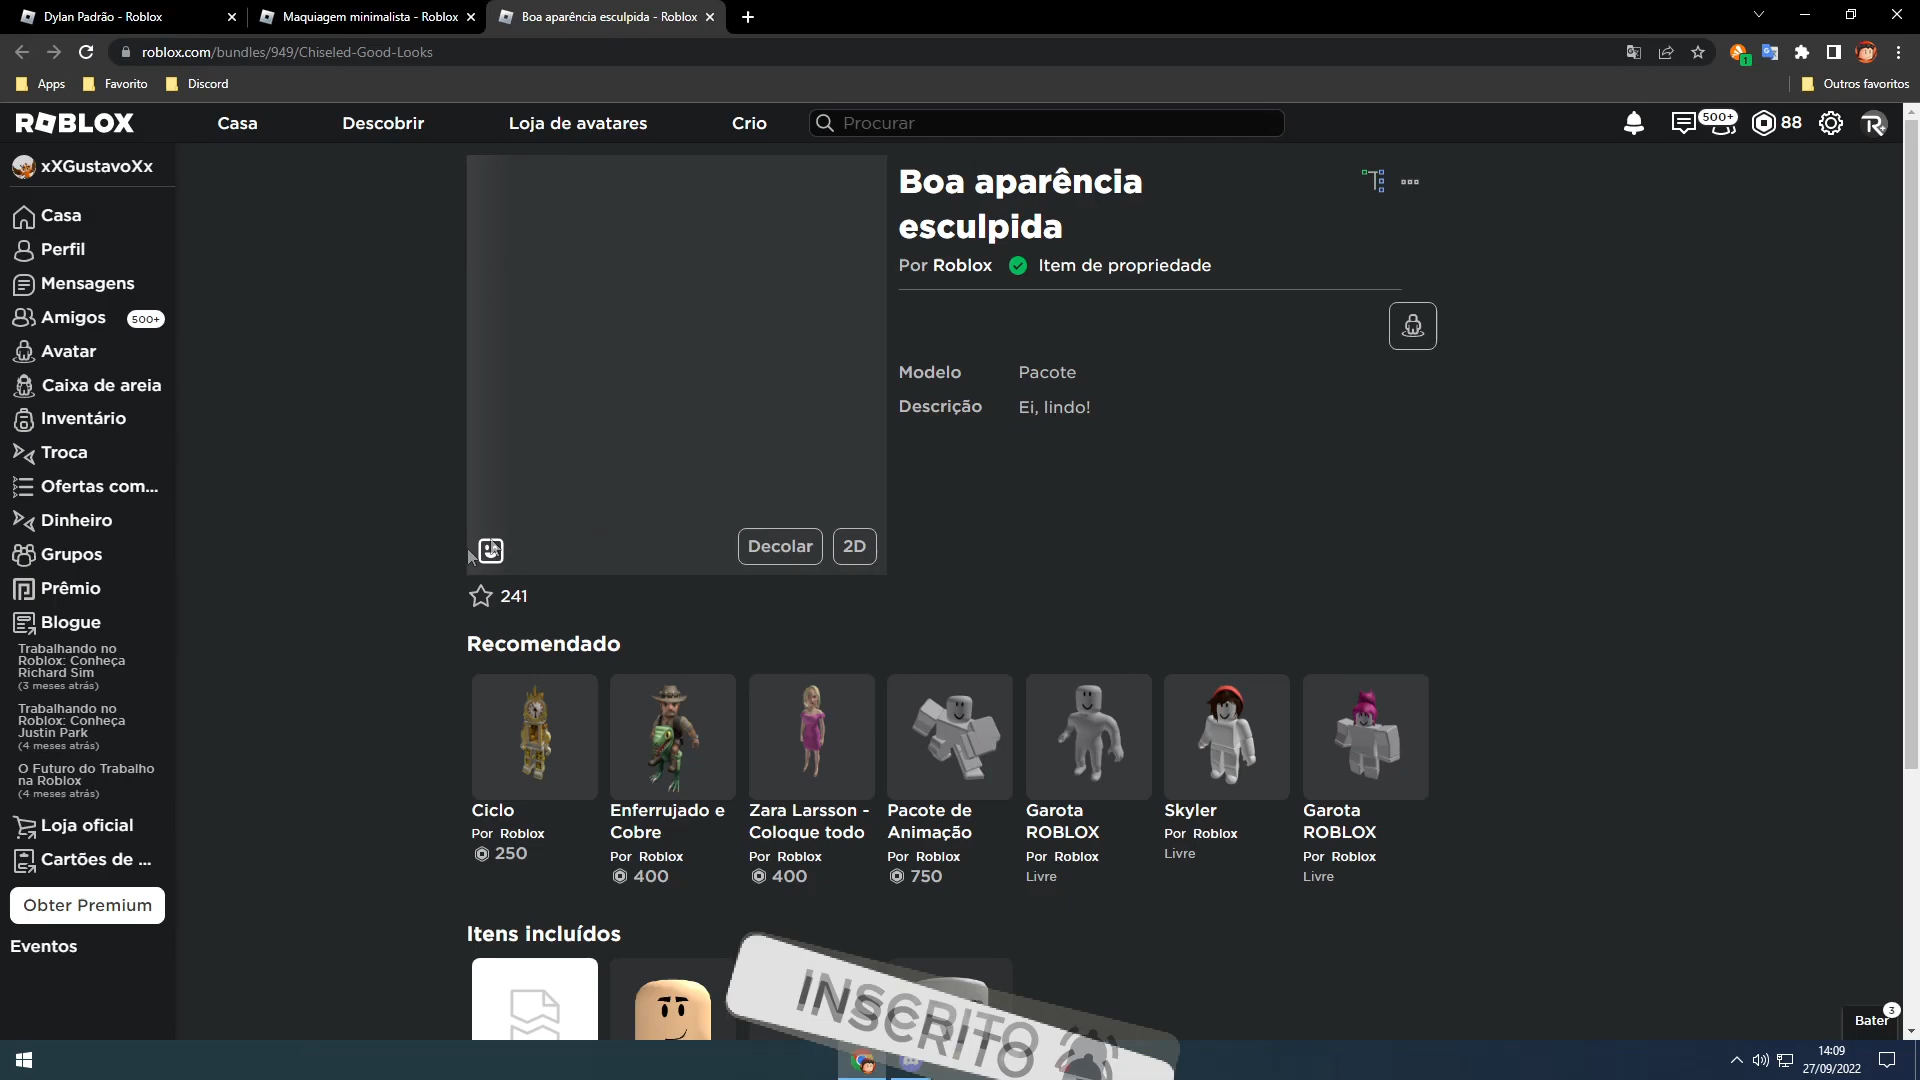 Dylan Padrão - Roblox
Maquiagem minimalista - Roblox
Boa aparência esculpida - Roblox
roblox.com/bundles/949/Chiseled-Good-Looks
1
Apps
Favorito
Discord
Outros favoritos
ROBLOX
Casa
Descobrir
Loja de avatares
Crio
Procurar
500+
88
xXGustavoXx
Casa
Perfil
Mensagens
Amigos
500+
Avatar
Caixa de areia
Inventário
Troca
Ofertas com...
Dinheiro
Grupos
Prêmio
Blogue
Trabalhando no
Roblox: Conheça
Richard Sim
(3 meses atrás)
Trabalhando no
Roblox: Conheça
Justin Park
(4 meses atrás)
O Futuro do Trabalho
na Roblox
(4 meses atrás)
Loja oficial
Cartões de ...
Obter Premium
Eventos
Boa aparência
esculpida
Por Roblox
Item de propriedade
Modelo
Pacote
Descrição
Ei, lindo!
Decolar
2D
241
Recomendado
Ciclo
Por Roblox
250
Enferrujado e
Cobre
Por Roblox
400
Zara Larsson -
Coloque todo
Por Roblox
400
Pacote de
Animação
Por Roblox
750
Garota
ROBLOX
Por Roblox
Livre
Skyler
Por Roblox
Livre
Garota
ROBLOX
Por Roblox
Livre
Itens incluídos
INSCRITO
Bater
3
14:09
27/09/2022